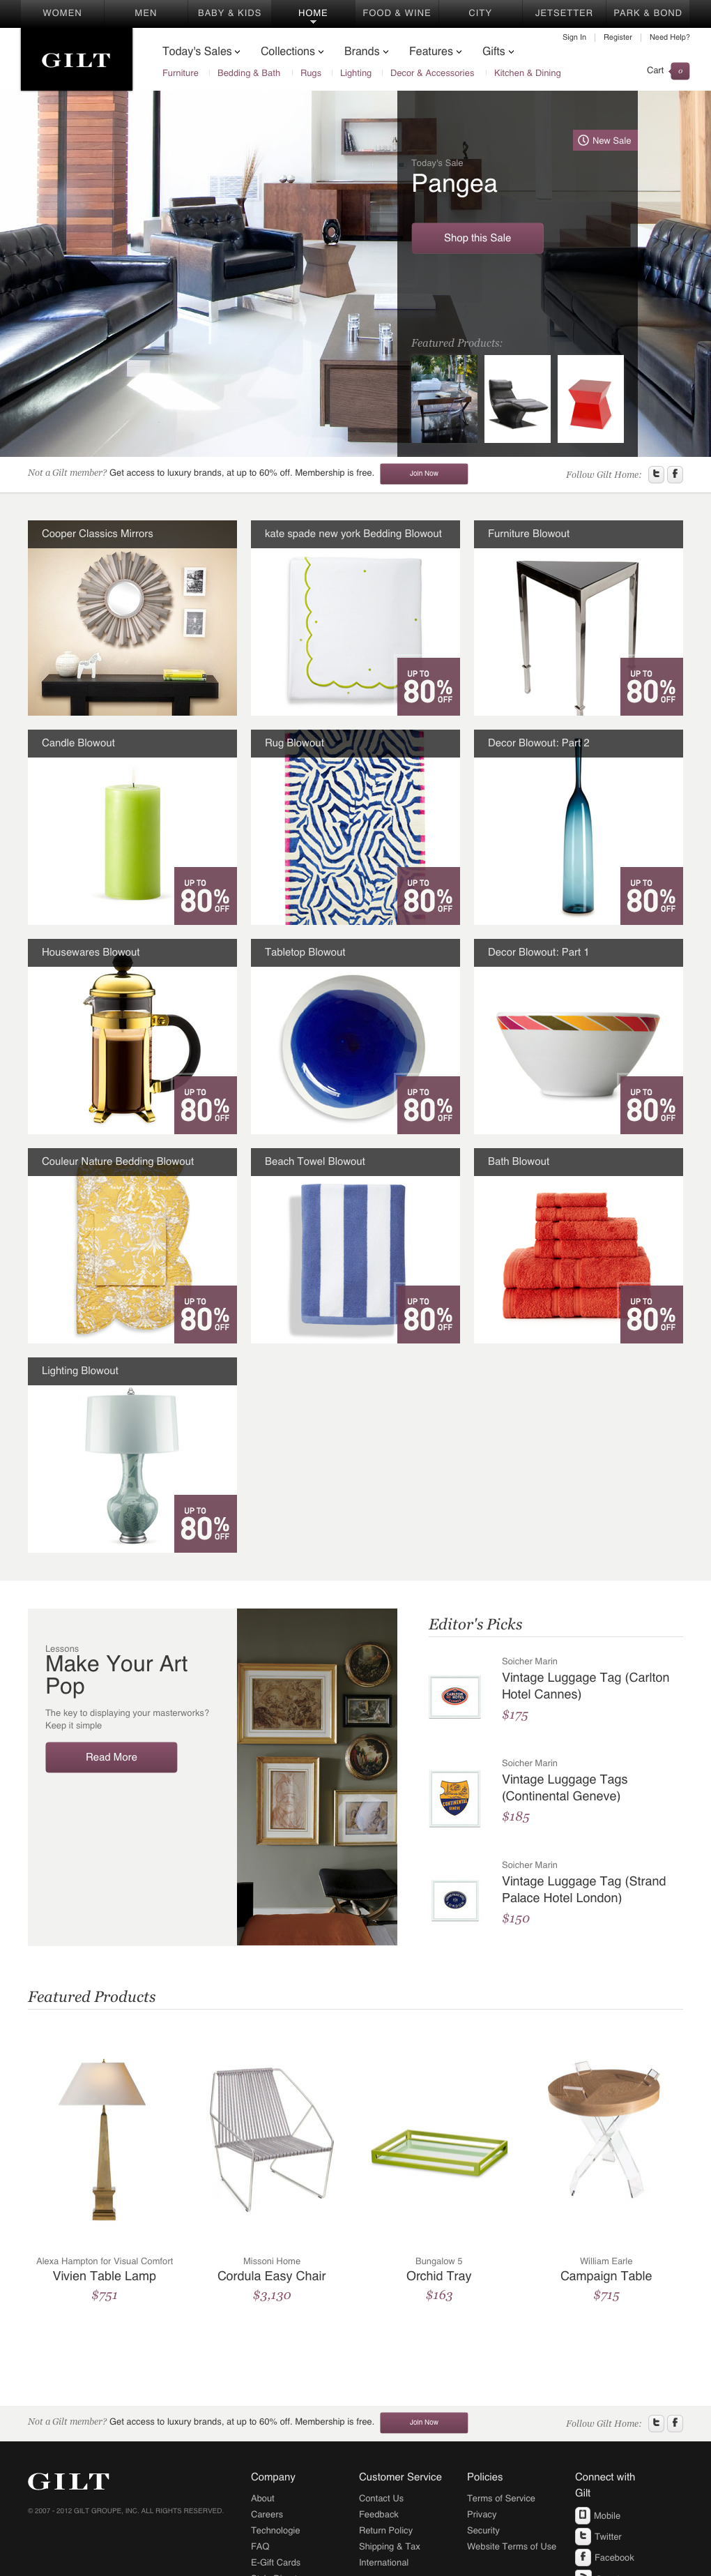 WOMEN MEN BABY & KIDS HOME FOOD & WINE CITY JETSETTER PARK & BOND
Sign In Register Need Help?
GILT
Today's Sales Collections Brands Features Gifts
Furniture Bedding & Bath Rugs Lighting Decor & Accessories Kitchen & Dining
Cart 0
New Sale
Today's Sale
Pangea
Shop this Sale
Featured Products:
Not a Gilt member? Get access to luxury brands, at up to 60% off. Membership is free. Join Now Follow Gilt Home:
Cooper Classics Mirrors
kate spade new york Bedding Blowout
UP TO
80% OFF
Furniture Blowout
UP TO
80% OFF
Candle Blowout
UP TO
80% OFF
Rug Blowout
UP TO
80% OFF
Decor Blowout: Part 2
UP TO
80% OFF
Housewares Blowout
UP TO
80% OFF
Tabletop Blowout
UP TO
80% OFF
Decor Blowout: Part 1
UP TO
80% OFF
Couleur Nature Bedding Blowout
UP TO
80% OFF
Beach Towel Blowout
UP TO
80% OFF
Bath Blowout
UP TO
80% OFF
Lighting Blowout
UP TO
80% OFF
Lessons
Make Your Art
Pop
The key to displaying your masterworks?
Keep it simple
Read More
Editor's Picks
Soicher Marin
Vintage Luggage Tag (Carlton
Hotel Cannes)
$175
Soicher Marin
Vintage Luggage Tags
(Continental Geneve)
$185
Soicher Marin
Vintage Luggage Tag (Strand
Palace Hotel London)
$150
Featured Products
Alexa Hampton for Visual Comfort
Vivien Table Lamp
$751
Missoni Home
Cordula Easy Chair
$3,130
Bungalow 5
Orchid Tray
$163
William Earle
Campaign Table
$715
Not a Gilt member? Get access to luxury brands, at up to 60% off. Membership is free. Join Now Follow Gilt Home:
GILT
© 2007 - 2012 GILT GROUPE, INC. ALL RIGHTS RESERVED.
Company
About
Careers
Technologie
FAQ
E-Gift Cards
Customer Service
Contact Us
Feedback
Return Policy
Shipping & Tax
International
Policies
Terms of Service
Privacy
Security
Website Terms of Use
Connect with
Gilt
Mobile
Twitter
Facebook